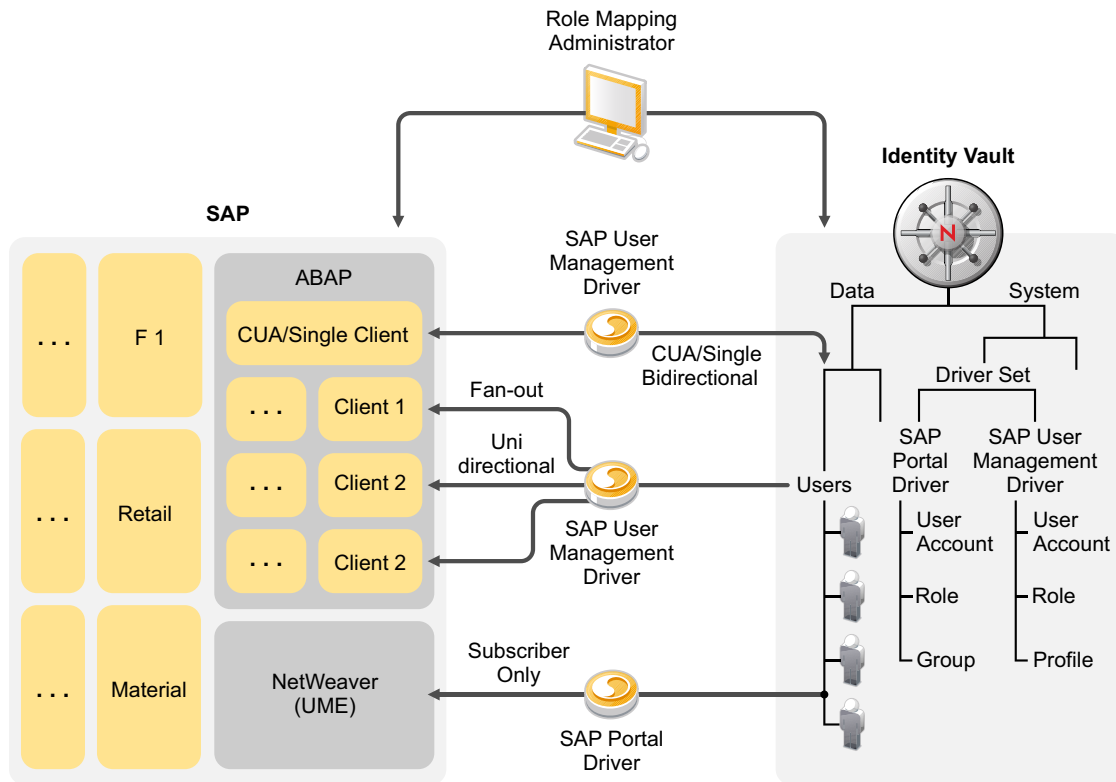 Role Mapping
Administrator
Identity Vault
N
SAP
SAP User
Management
Driver
ABAP
Data
System
. . .
F 1
CUA/Single Client
CUA/Single
Bidirectional
Driver Set
Fan-out
. . .
Client 1
Uni
directional
SAP
Portal
Driver
SAP User
Management
Driver
. . .
Retail
. . .
Client 2
Users
SAP User
Management
Driver
User
Account
User
Account
. . .
Client 2
Role
Role
. . .
Material
NetWeaver
(UME)
Subscriber
Only
Group
Profile
SAP Portal
Driver